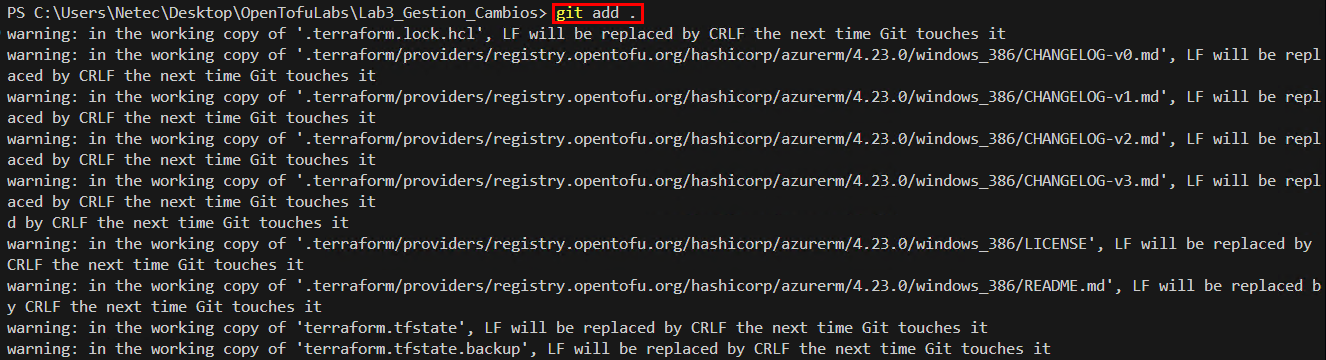 PS C:\Users\Netec\Desktop\OpenTofuLabs\Lab3_Gestion_Cambios> git add .
warning: in the working copy of '.terraform.lock.hcl', LF will be replaced by CRLF the next time Git touches it
warning: in the working copy of '.terraform/providers/registry.opentofu.org/hashicorp/azurerm/4.23.0/windows_386/CHANGELOG-v0.md', LF will be repl
aced by CRLF the next time Git touches it
warning: in the working copy of '.terraform/providers/registry.opentofu.org/hashicorp/azurerm/4.23.0/windows_386/CHANGELOG-v1.md', LF will be repl
aced by CRLF the next time Git touches it
warning: in the working copy of '.terraform/providers/registry.opentofu.org/hashicorp/azurerm/4.23.0/windows_386/CHANGELOG-v2.md', LF will be repl
aced by CRLF the next time Git touches it
warning: in the working copy of '.terraform/providers/registry.opentofu.org/hashicorp/azurerm/4.23.0/windows_386/CHANGELOG-v3.md', LF will be repl
aced by CRLF the next time Git touches it
d by CRLF the next time Git touches it
warning: in the working copy of '.terraform/providers/registry.opentofu.org/hashicorp/azurerm/4.23.0/windows_386/LICENSE', LF will be replaced by
CRLF the next time Git touches it
warning: in the working copy of '.terraform/providers/registry.opentofu.org/hashicorp/azurerm/4.23.0/windows_386/README.md', LF will be replaced b
y CRLF the next time Git touches it
warning: in the working copy of 'terraform.tfstate', LF will be replaced by CRLF the next time Git touches it
warning: in the working copy of 'terraform.tfstate.backup', LF will be replaced by CRLF the next time Git touches it